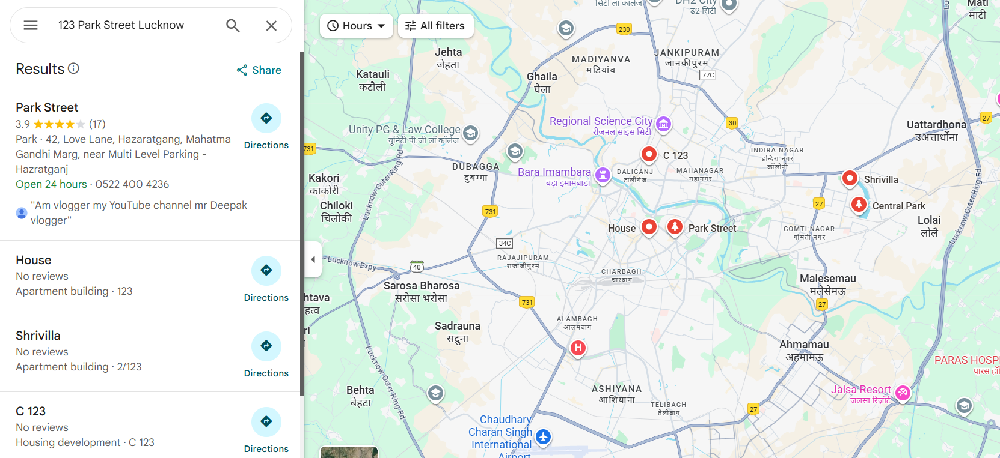 123 Park Street Lucknow
Results
Share
Park Street
3.9 (17)
Park · 42, Love Lane, Hazaratgang, Mahatma
Gandhi Marg, near Multi Level Parking -
Hazratganj
Open 24 hours · 0522 400 4236
"Am vlogger my YouTube channel mr Deepak
vlogger"
Directions
House
No reviews
Apartment building · 123
Directions
Shrivilla
No reviews
Apartment building · 2/123
Directions
C 123
No reviews
Housing development · C 123
Directions
Hours
All filters
सिटी लॉ कॉलेज
DHZ City
ढ2 सिटी
Mati
माटी
230
Jehta
जेहता
MADIYANVA
मड़ियांव
JANKIPURAM
जानकीपुरम
77C
Katauli
कटौली
Ghaila
घैला
Regional Science City
रीजनल साइंस सिटी
30
27
Uattardhona
उअत्तार्धोना
Unity PG & Law College
यूनिटी पी.जी लॉ कॉलेज
731
INDIRA NAGAR
इन्दिरा नगर
कॉलोनी
C 123
DUBAGGA
दुबग्गा
Bara Imambara
बड़ा इमामबाड़ा
DALIGANJ
डालीगंज
MAHANAGAR
महानगर
Kakori
काकोरी
Shrivilla
Lucknow Outer Ring Rd
Lucknow Outer Ring Rd
Chiloki
चिलोकी
731
27
Central Park
Lolai
लोलै
House
Park Street
GOMTI NAGAR
गोमती नगर
34C
RAJAJIPURAM
राजाजीपुरम
Lucknow Expy
40
CHARBAGH
चारबाग
Malesemau
मलेसेमऊ
Sarosa Bharosa
सरोसा भरोसा
htava
हत्व
731
27
ALAMBAGH
आलमबाग
Sadrauna
सद्रुना
ri
H
Ahmamau
अहमामऊ
Lucknow Outer Ring Rd
PARAS HOSPI
पारस हॉ
Behta
बेहटा
ASHIYANA
आशियाना
Jalsa Resort
जलसा रिज़ॉर्ट
TELIBAGH
तेलीबाग
27
Chaudhary
Charan Singh
International
Airport